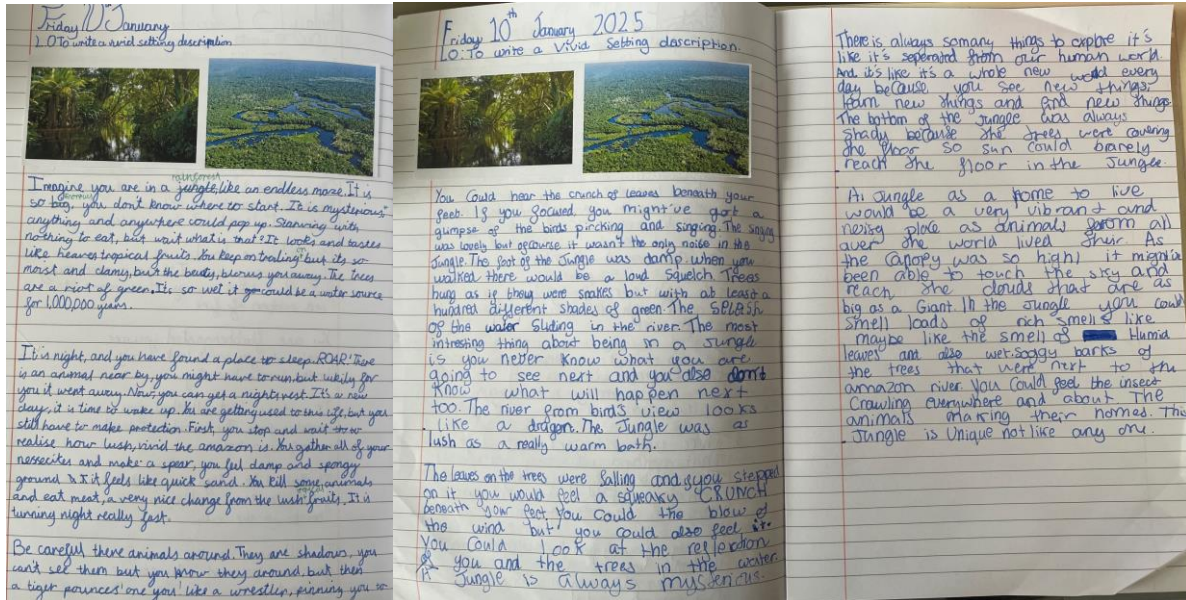 Friday 10th January
LO: To write a vivid setting description
rainforest
Imagine you are in a jungle, like an endless maze. It is
so big, you don't know where to start. It is mysterious
anything and anywhere could pop up. Starving with
nothing to eat, but wait what is that? It looks and tastes
like heaven, tropical fruits. You keep on trailing on but its so
moist and clamy, but the beauty, blows you away. The trees
are a riot of green. It's so wet it could be a water source
for 1,000,000 years.
It is night, and you have found a place to sleep. ROAR!
is an animal near by, you might have to run, but lukily for
you it went away. Now, you can get a nights rest. It's a new
day, it is time to wake up. You are getting used to this life, but you
still have to make protection. First, you stop and wait to
realise how lush, vivid the amazon is. You gather all of your
nessecites and make a spear, you feel damp and spongy
ground it feels like quick sand. You kill some animals
and eat meat, a very nice change from the lush fruits. It is
turning night really fast.
Be careful there animals around. They are shadows, you
can't see them but you know they around. but then
a tiger pounces one you like a wrestler, pinning you so
Friday 10th January 2025
LO: To write a vivid setting dascription.
You Could hear the crunch of leaves beneath your
feet. If you focused you might've got a
glimpse of the birds pircking and singing. The singing
was lovely but ofcourse it wasn't the only noise in the
Jungle. The foot of the Jungle was damp when you
walked there would be a loud squelch. Trees
hung as if they were snakes but with at least a
hundred different shades of green. The SPLASH
of the water Sliding in the river. The most
intresting thing about being in a Jungle
is you never know what you are
going to see next and you also don't
know what will happen next
too. The river from birds view looks
like a dragon. The Jungle was as
lush as a really warm bath.
The leaves on the trees were falling and if you stepped
on it you would feel a squeaky CRUNCH
beneath your feet. You Could the blow of
the wind but you could also feel it.
You Could look at the reflection
of you and the trees in the water.
A Jungle is always mysterious.
There is always so many things to explore it's
like it's seperated from our human world.
And it's like it's a whole new world every
day because you see new things,
learn new things and find new things.
The bottom of the Jungle was always
shady because the trees were covering
the floor so sun could barely
reach the floor in the Jungle.
A Jungle as a home to live
would be a very vibrant and
noisy place as animals from all
over the world lived their. As
the Canopy was so high, it might've
been able to touch the sky and
reach the clouds that are as
big as a Giant. In the Jungle you could
smell loads of rich smells like
maybe like the smell of Humid
leaves and also wet, soggy barks of
the trees that were next to the
amazon river. You Could feel the insect
Crawling everywhere and about The
animals making their homes. This
Jungle is Unique not like any one.